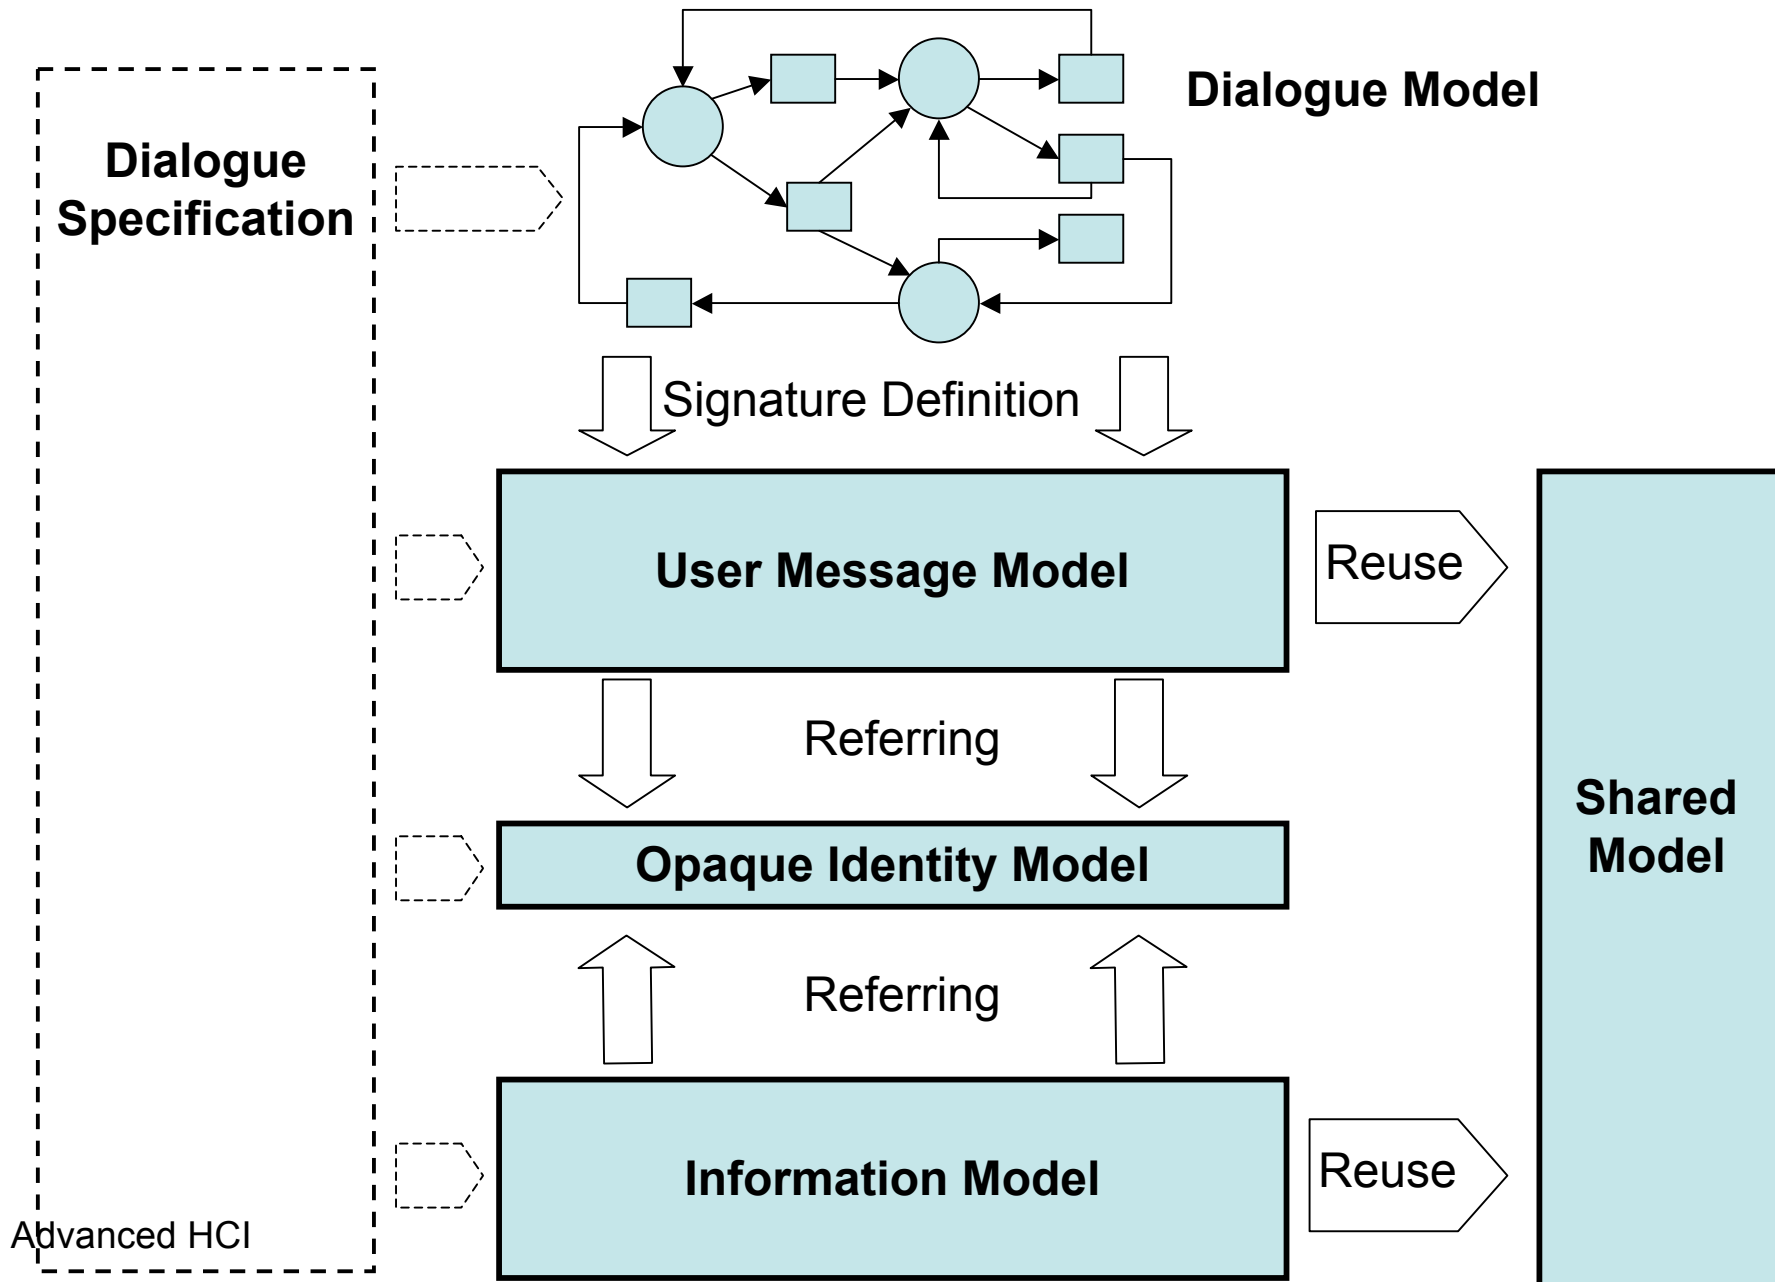 Dialogue Model
Dialogue
Specification
Signature Definition
User Message Model
Reuse
Referring
Shared
Model
Opaque Identity Model
Referring
Information Model
Reuse
Advanced HCI